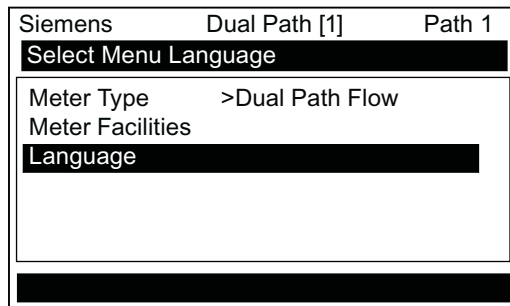 Siemens Dual Path [1] Path 1
Select Menu Language
Meter Type >Dual Path Flow
Meter Facilities
Language